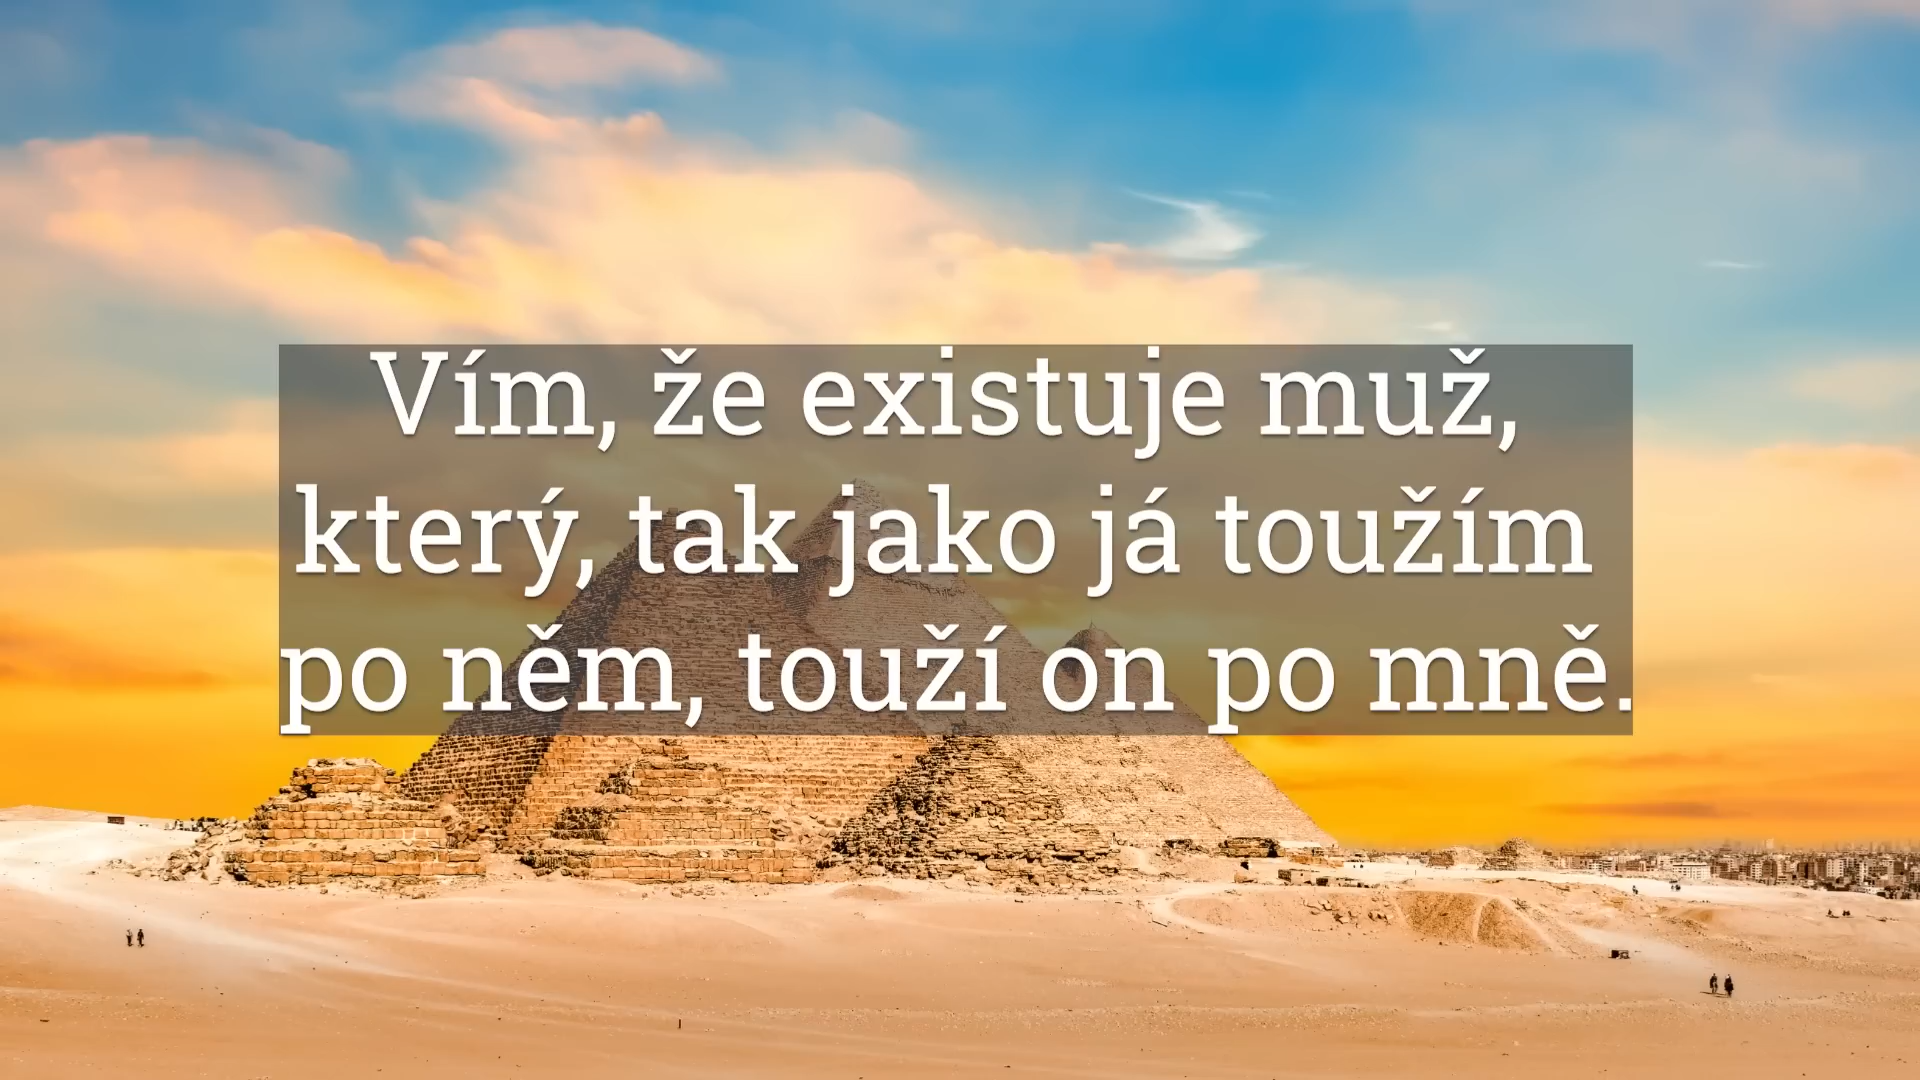 Vím, že existuje muž,
který, tak jako já toužím
po něm, touží on po mně.